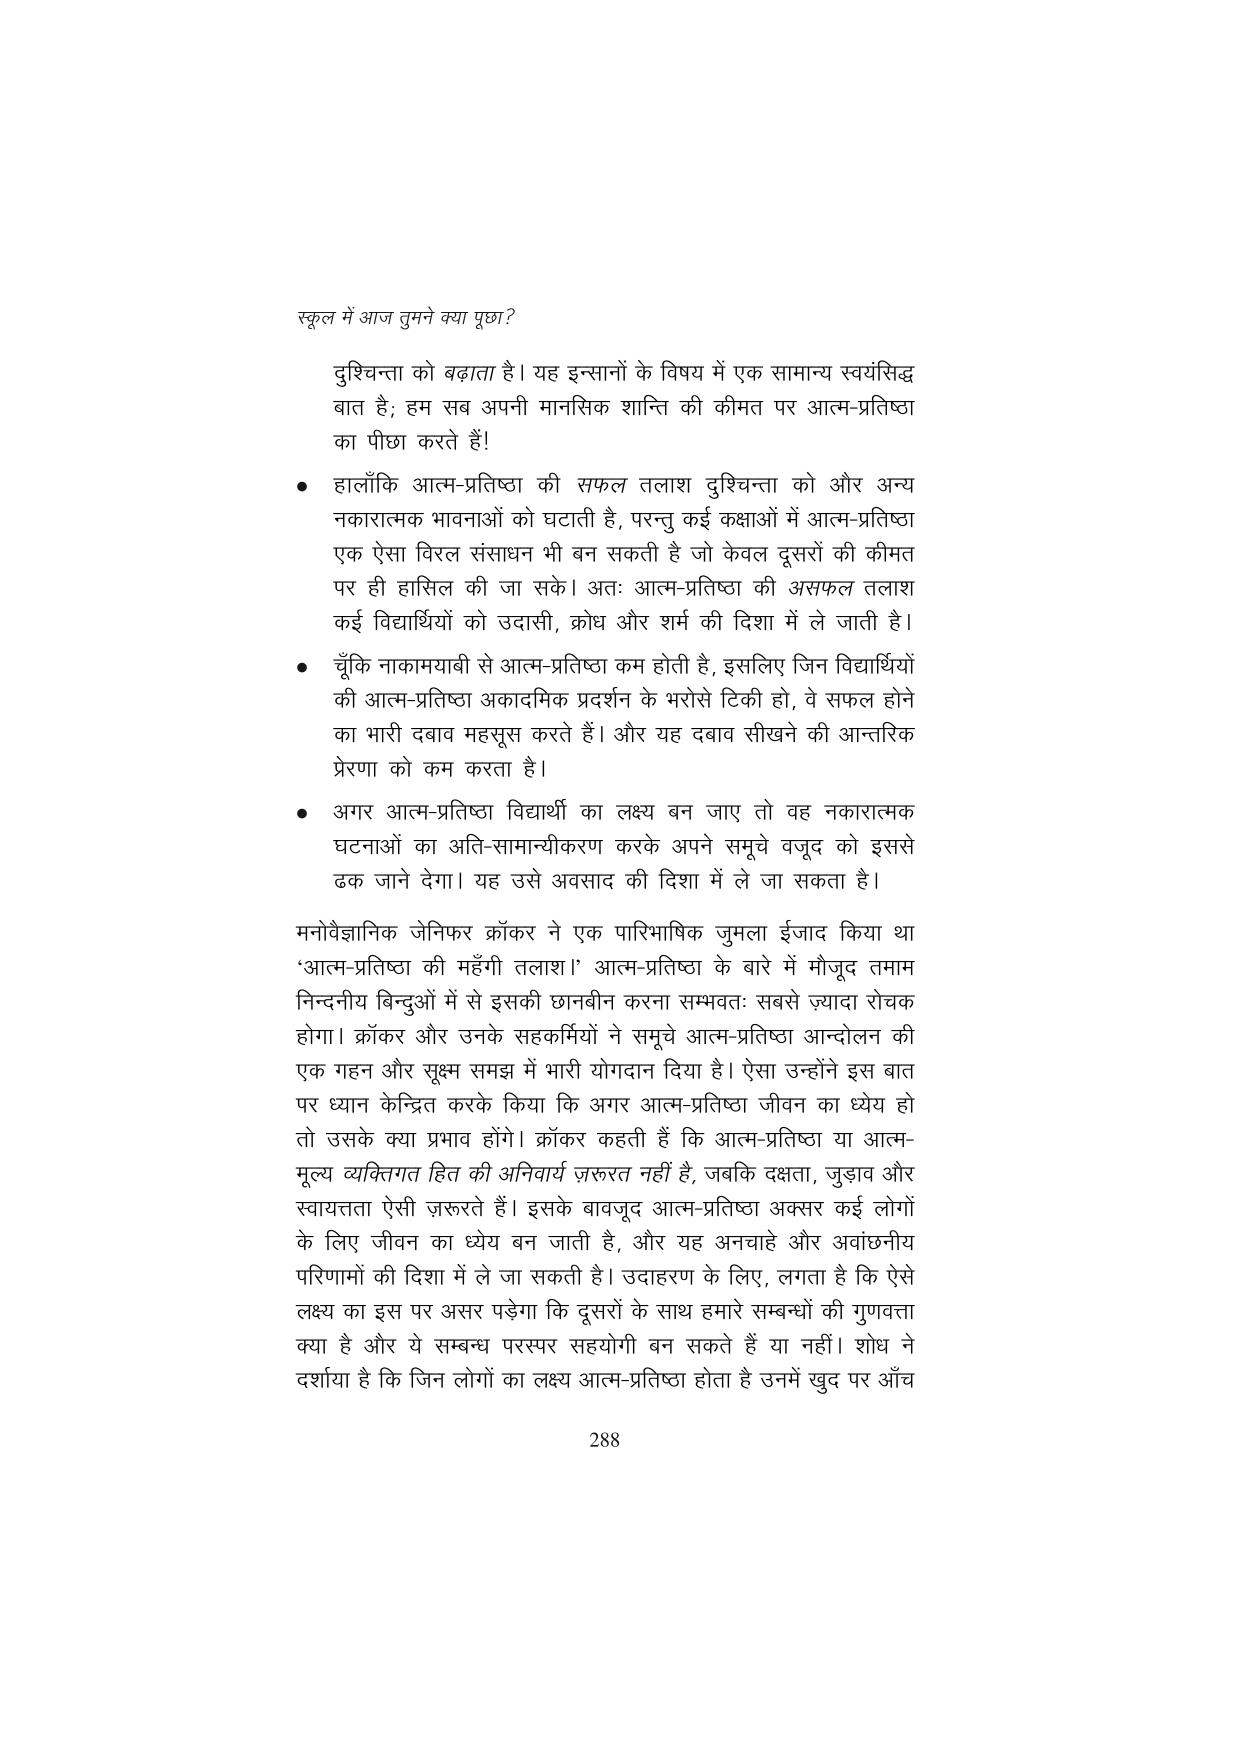 स्कूल में आज तुमने क्या पूछा?
दुश्चिन्ता को बढ़ाता है। यह इन्सानों के विषय में एक सामान्य स्वयंसिद्ध
बात है; हम सब अपनी मानसिक शान्ति की कीमत पर आत्म-प्रतिष्ठा
का पीछा करते हैं!
● हालाँकि आत्म-प्रतिष्ठा की सफल तलाश दुश्चिन्ता को और अन्य
नकारात्मक भावनाओं को घटाती है, परन्तु कई कक्षाओं में आत्म-प्रतिष्ठा
एक ऐसा विरल संसाधन भी बन सकती है जो केवल दूसरों की कीमत
पर ही हासिल की जा सके। अतः आत्म-प्रतिष्ठा की असफल तलाश
कई विद्यार्थियों को उदासी, क्रोध और शर्म की दिशा में ले जाती है।
● चूँकि नाकामयाबी से आत्म-प्रतिष्ठा कम होती है, इसलिए जिन विद्यार्थियों
की आत्म-प्रतिष्ठा अकादमिक प्रदर्शन के भरोसे टिकी हो, वे सफल होने
का भारी दबाव महसूस करते हैं। और यह दबाव सीखने की आन्तरिक
प्रेरणा को कम करता है।
● अगर आत्म-प्रतिष्ठा विद्यार्थी का लक्ष्य बन जाए तो वह नकारात्मक
घटनाओं का अति-सामान्यीकरण करके अपने समूचे वजूद को इससे
ढक जाने देगा। यह उसे अवसाद की दिशा में ले जा सकता है।
मनोवैज्ञानिक जेनिफर क्रॉकर ने एक पारिभाषिक जुमला ईजाद किया था
‘आत्म-प्रतिष्ठा की महँगी तलाश।’ आत्म-प्रतिष्ठा के बारे में मौजूद तमाम
निन्दनीय बिन्दुओं में से इसकी छानबीन करना सम्भवतः सबसे ज़्यादा रोचक
होगा। क्रॉकर और उनके सहकर्मियों ने समूचे आत्म-प्रतिष्ठा आन्दोलन की
एक गहन और सूक्ष्म समझ में भारी योगदान दिया है। ऐसा उन्होंने इस बात
पर ध्यान केन्द्रित करके किया कि अगर आत्म-प्रतिष्ठा जीवन का ध्येय हो
तो उसके क्या प्रभाव होंगे। क्रॉकर कहती हैं कि आत्म-प्रतिष्ठा या आत्म-
मूल्य व्यक्तिगत हित की अनिवार्य ज़रूरत नहीं है, जबकि दक्षता, जुड़ाव और
स्वायत्तता ऐसी ज़रूरते हैं। इसके बावजूद आत्म-प्रतिष्ठा अक्सर कई लोगों
के लिए जीवन का ध्येय बन जाती है, और यह अनचाहे और अवांछनीय
परिणामों की दिशा में ले जा सकती है। उदाहरण के लिए, लगता है कि ऐसे
लक्ष्य का इस पर असर पड़ेगा कि दूसरों के साथ हमारे सम्बन्धों की गुणवत्ता
क्या है और ये सम्बन्ध परस्पर सहयोगी बन सकते हैं या नहीं। शोध ने
दर्शाया है कि जिन लोगों का लक्ष्य आत्म-प्रतिष्ठा होता है उनमें खुद पर आँच
288